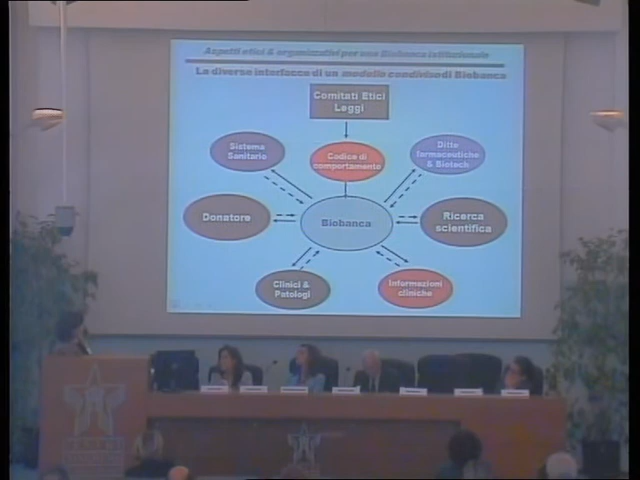 Aspetti etici & organizzativi per una Biobanca istituzionale
Le diverse interfacce di un modello condiviso di Biobanca
Comitati Etici
Leggi
Sistema
Sanitario
Codice di
comportamento
Ditte
farmaceutiche
& Biotech
Donatore
Biobanca
Ricerca
scientifica
Clinici &
Patologi
Informazioni
cliniche